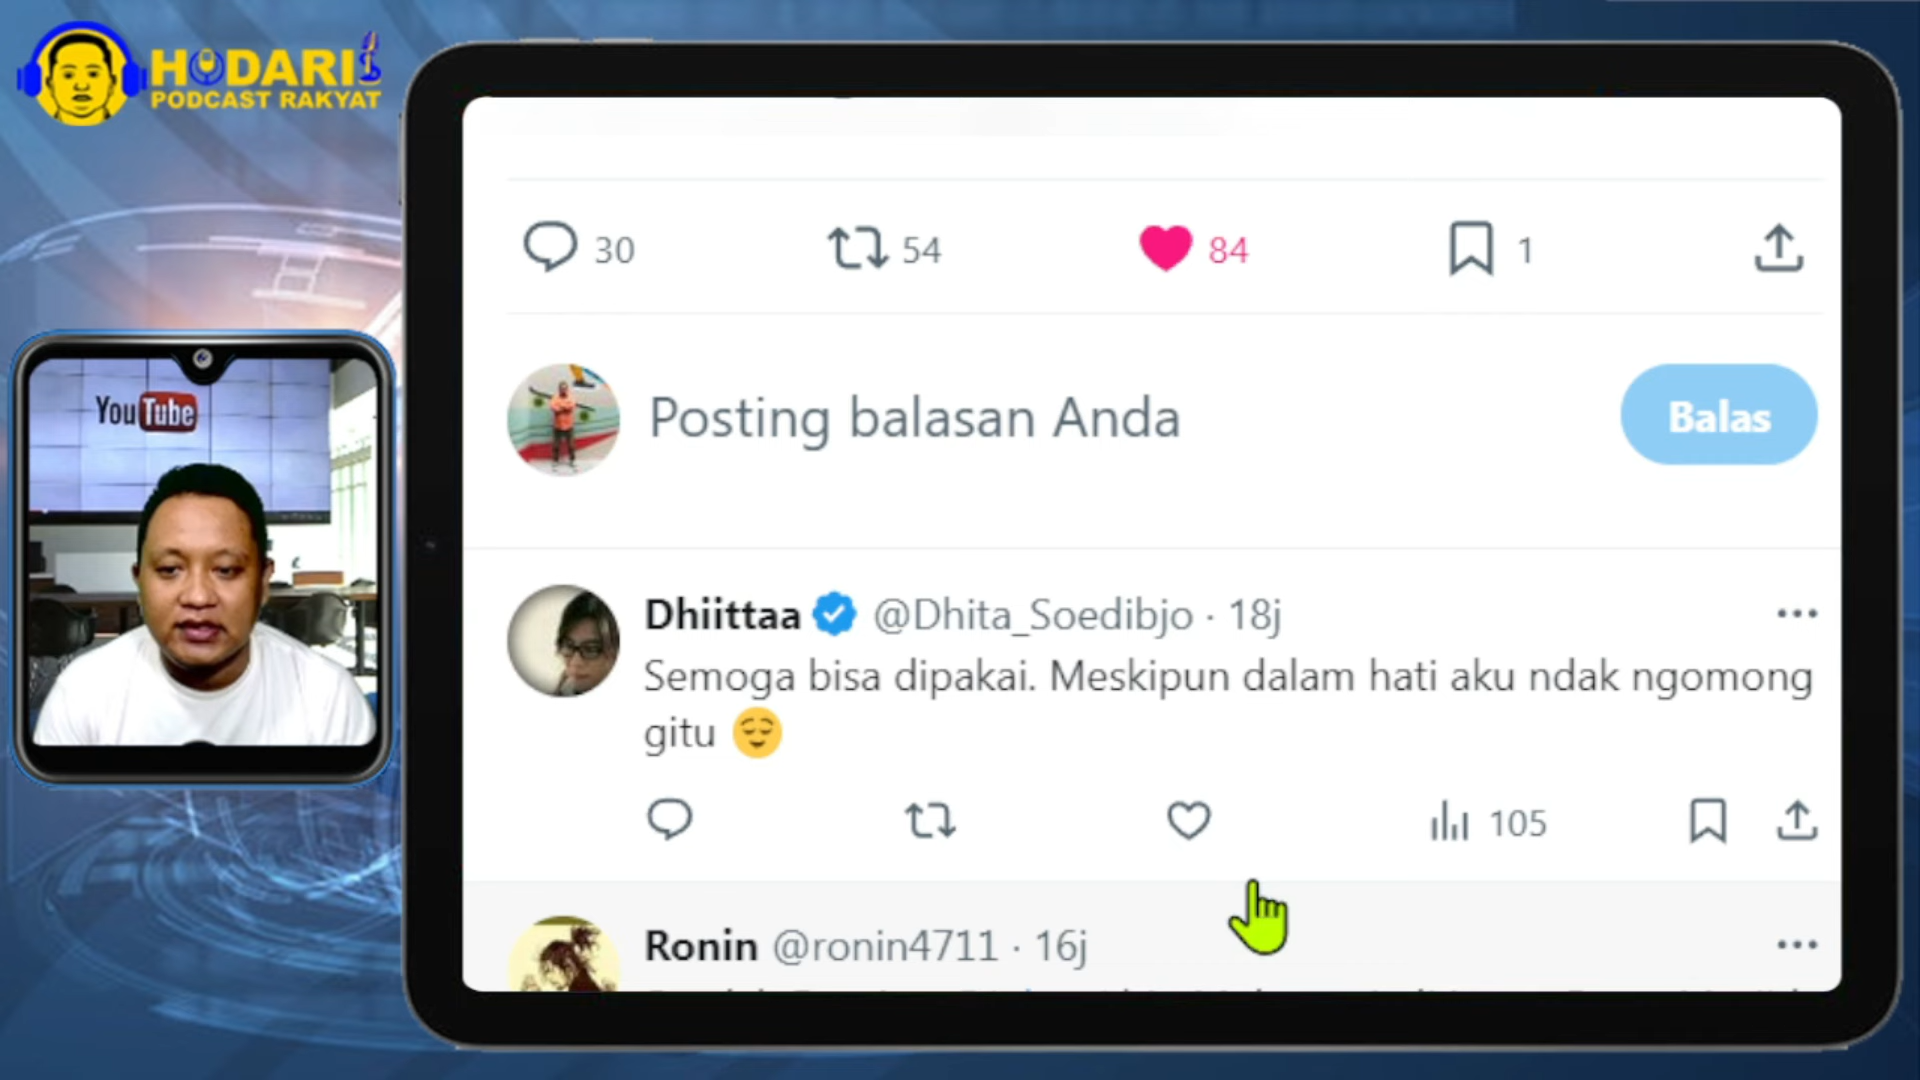 HODARI
PODCAST RAKYAT
YouTube
30
54
84
1
Posting balasan Anda
Balas
Dhiittaa @Dhita_Soedibjo · 18j
Semoga bisa dipakai. Meskipun dalam hati aku ndak ngomong
gitu 😌
105
Ronin @ronin4711 · 16j